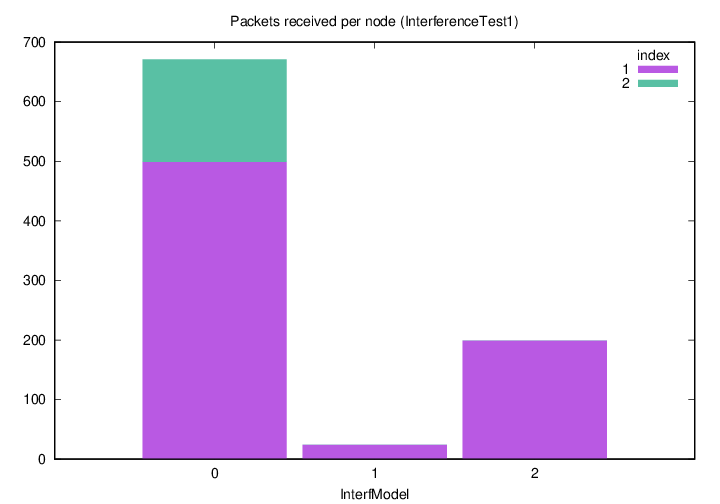 Packets received per node (InterferenceTest1)
700
600
500
400
300
200
100
0
index
1
2
0 1 2
InterfModel